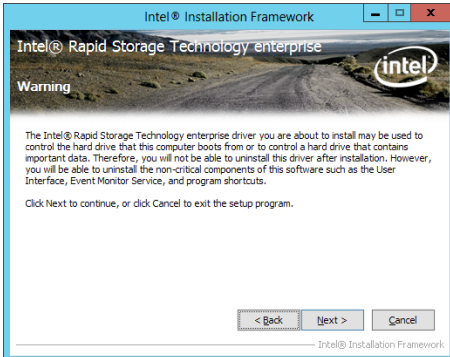 Intel® Installation Framework
Intel® Rapid Storage Technology enterprise
intel
Warning
The Intel® Rapid Storage Technology enterprise driver you are about to install may be used to
control the hard drive that this computer boots from or to control a hard drive that contains
important data. Therefore, you will not be able to uninstall this driver after installation. However,
you will be able to uninstall the non-critical components of this software such as the User
Interface, Event Monitor Service, and program shortcuts.
Click Next to continue, or click Cancel to exit the setup program.
< Back Next > Cancel
Intel® Installation Framework